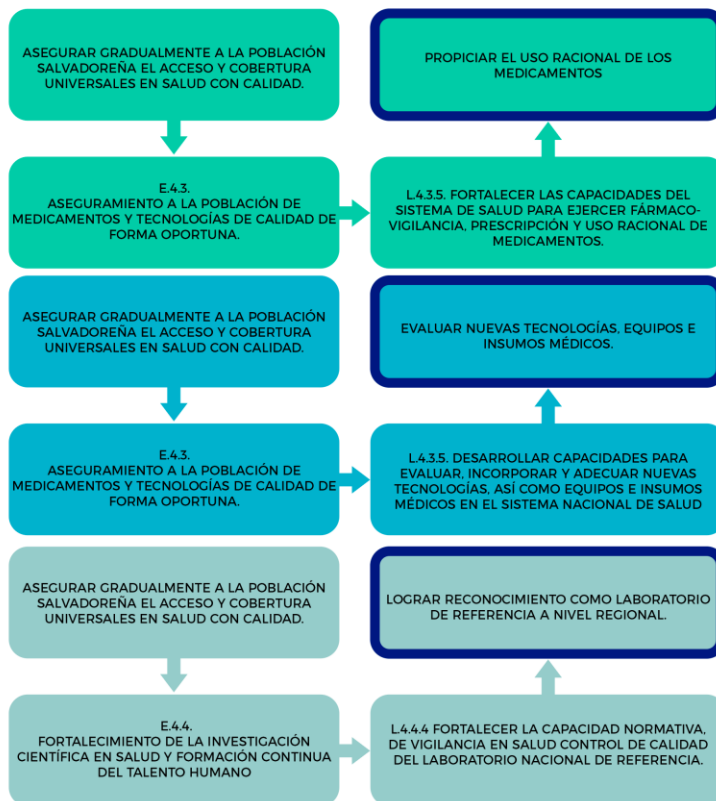 ASEGURAR GRADUALMENTE A LA POBLACIÓN
SALVADOREÑA EL ACCESO Y COBERTURA
UNIVERSALES EN SALUD CON CALIDAD.
PROPICIAR EL USO RACIONAL DE LOS
MEDICAMENTOS
E.4.3.
ASEGURAMIENTO A LA POBLACIÓN DE
MEDICAMENTOS Y TECNOLOGÍAS DE CALIDAD DE
FORMA OPORTUNA.
L.4.3.5. FORTALECER LAS CAPACIDADES DEL
SISTEMA DE SALUD PARA EJERCER FÁRMACO-
VIGILANCIA, PRESCRIPCIÓN Y USO RACIONAL DE
MEDICAMENTOS.
ASEGURAR GRADUALMENTE A LA POBLACIÓN
SALVADOREÑA EL ACCESO Y COBERTURA
UNIVERSALES EN SALUD CON CALIDAD.
EVALUAR NUEVAS TECNOLOGÍAS, EQUIPOS E
INSUMOS MÉDICOS.
E.4.3.
ASEGURAMIENTO A LA POBLACIÓN DE
MEDICAMENTOS Y TECNOLOGÍAS DE CALIDAD DE
FORMA OPORTUNA.
L.4.3.5. DESARROLLAR CAPACIDADES PARA
EVALUAR, INCORPORAR Y ADECUAR NUEVAS
TECNOLOGÍAS, ASÍ COMO EQUIPOS E INSUMOS
MÉDICOS EN EL SISTEMA NACIONAL DE SALUD
ASEGURAR GRADUALMENTE A LA POBLACIÓN
SALVADOREÑA EL ACCESO Y COBERTURA
UNIVERSALES EN SALUD CON CALIDAD.
LOGRAR RECONOCIMIENTO COMO LABORATORIO
DE REFERENCIA A NIVEL REGIONAL.
E.4.4.
FORTALECIMIENTO DE LA INVESTIGACIÓN
CIENTÍFICA EN SALUD Y FORMACIÓN CONTINUA
DEL TALENTO HUMANO
L.4.4.4 FORTALECER LA CAPACIDAD NORMATIVA,
DE VIGILANCIA EN SALUD CONTROL DE CALIDAD
DEL LABORATORIO NACIONAL DE REFERENCIA.